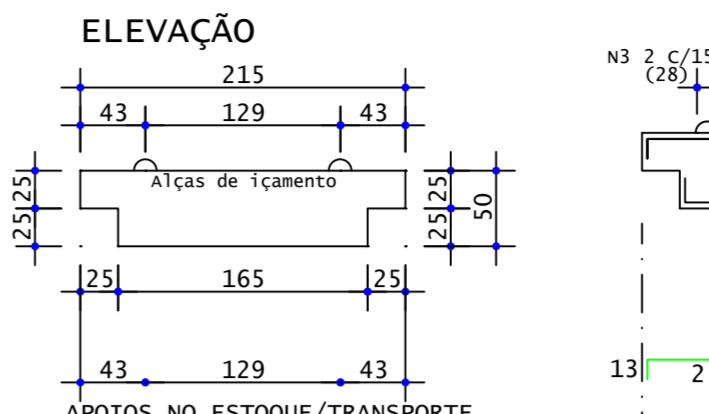 ELEVAÇÃO
215
43 129 43
Alças de içamento
25
25
25
25
50
25 165 25
43 129 43
APOIOS NO ESTOQUE/TRANSPORTE
N3 2 C/15
(28)
13
2